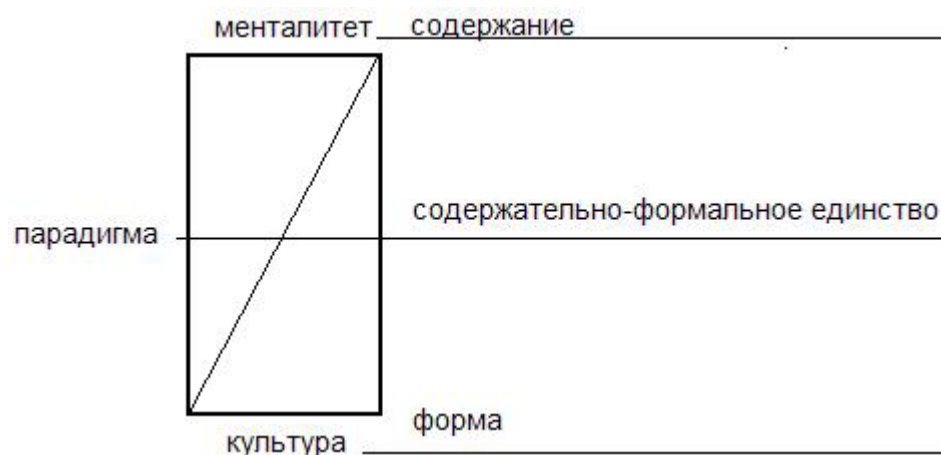 менталитет содержание
парадигма содержательно-формальное единство
форма
культура